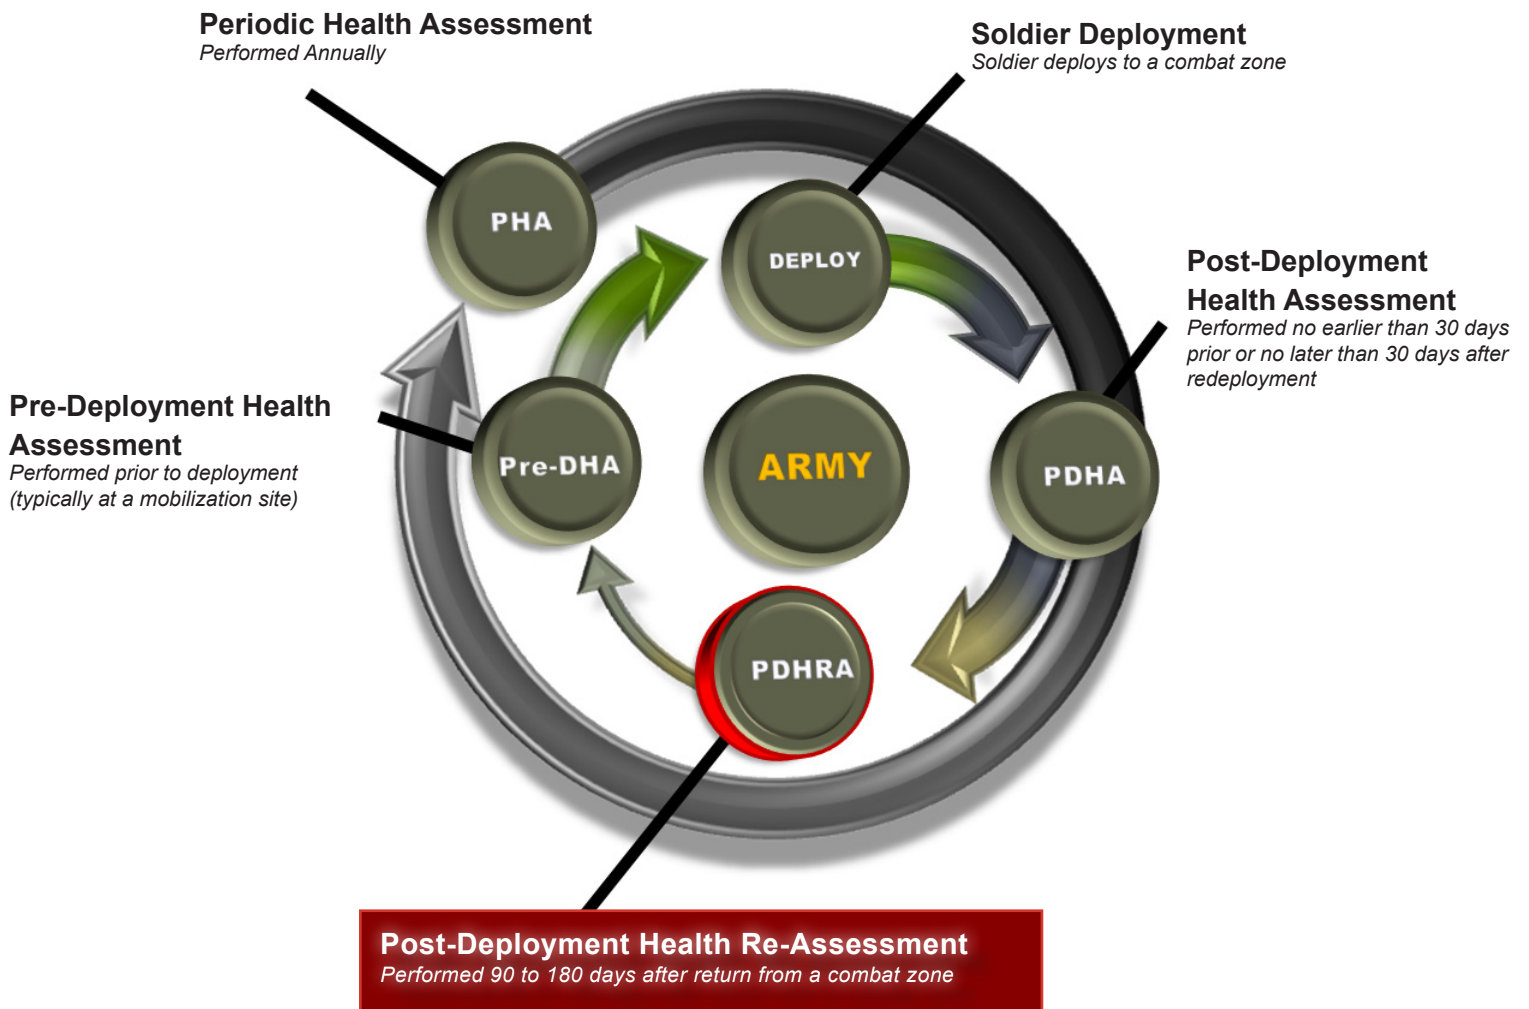 Periodic Health Assessment
Performed Annually
Soldier Deployment
Soldier deploys to a combat zone
PHA
DEPLOY
Post-Deployment
Health Assessment
Performed no earlier than 30 days
prior or no later than 30 days after
redeployment
Pre-Deployment Health
Assessment
Performed prior to deployment
(typically at a mobilization site)
Pre-DHA
ARMY
PDHA
PDHRA
Post-Deployment Health Re-Assessment
Performed 90 to 180 days after return from a combat zone